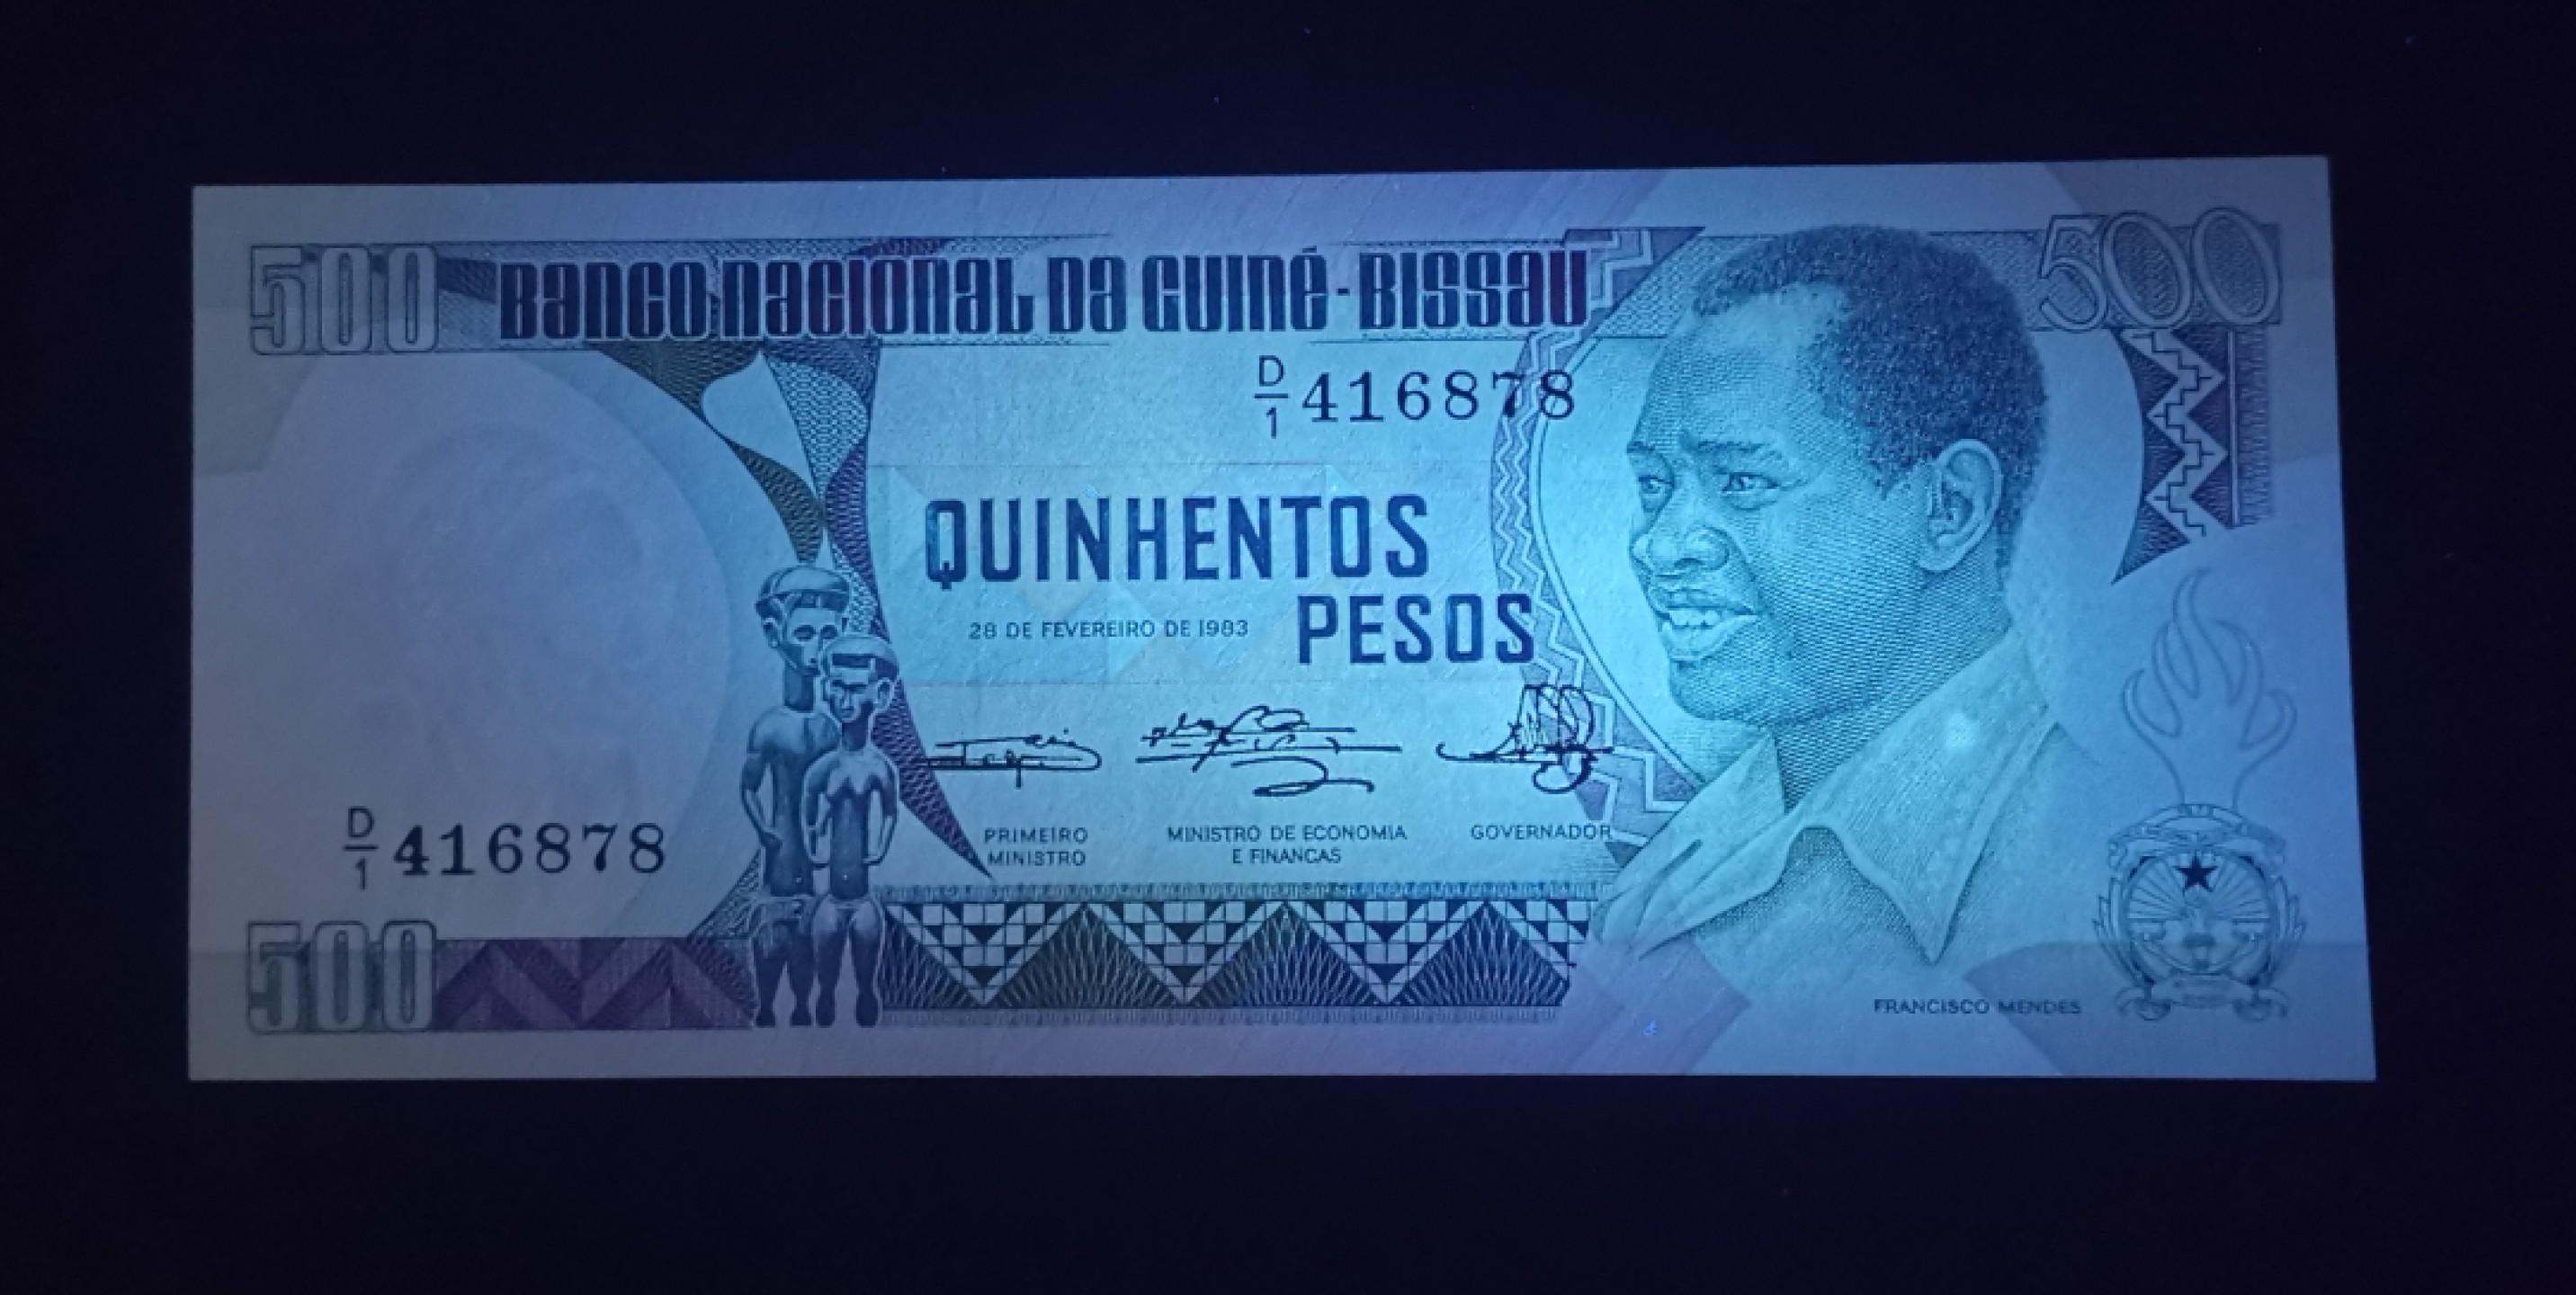 500 BANCO NACIONAL DA GUINÉ-BISSAU 500
D/1 416878
QUINHENTOS
PESOS
28 DE FEVEREIRO DE 1983
PRIMEIRO
MINISTRO
MINISTRO DE ECONOMIA
E FINANCAS
GOVERNADOR
D/1 416878
500
FRANCISCO MENDES